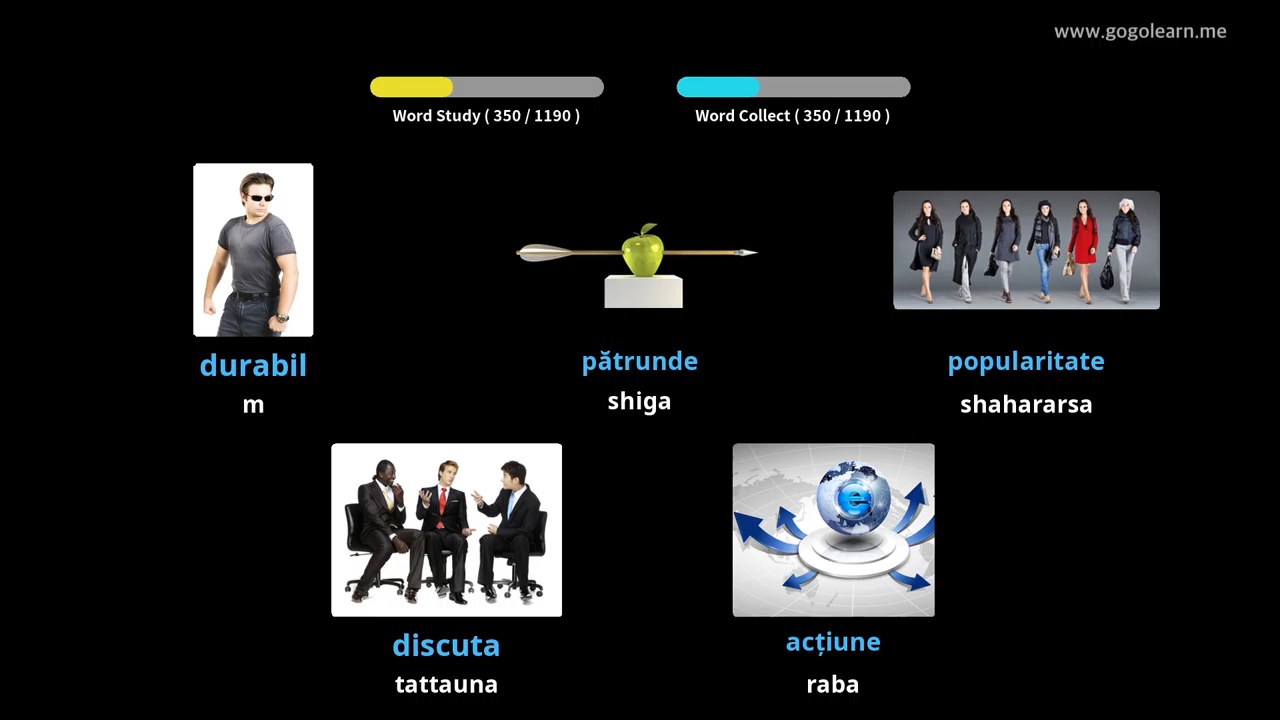 www.gogolearn.me
Word Study ( 350 / 1190 )
Word Collect ( 350 / 1190 )
durabil
m
pătrunde
shiga
popularitate
shahararsa
discuta
tattauna
acțiune
raba